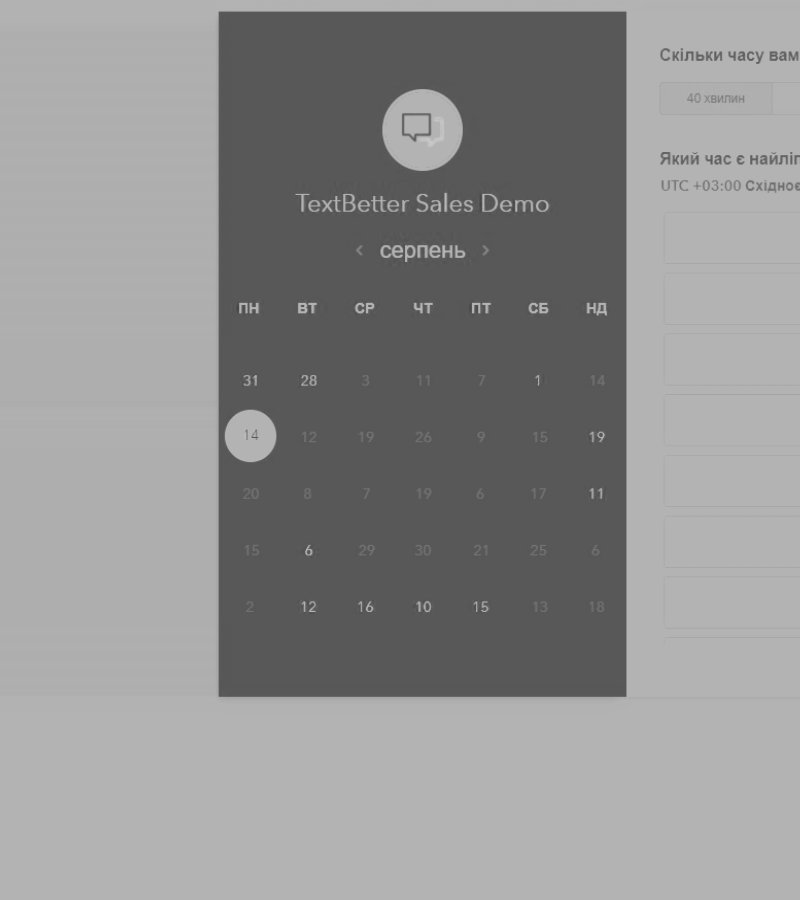 TextBetter Sales Demo
‹ серпень ›
ПН ВТ СР ЧТ ПТ СБ НД
31 28 3 11 7 1 14
14 12 19 26 9 15 19
20 8 7 19 6 17 11
15 6 29 30 21 25 6
2 12 16 10 15 13 18
Скільки часу вам
40 хвилин
Який час є
UTC +03:00